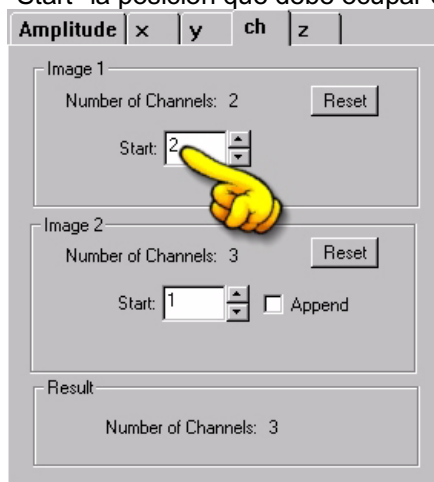 "Start" la posición que debe ocupar
Amplitude x y ch z
Image 1
Number of Channels: 2 Reset
Start: 2
Image 2
Number of Channels: 3 Reset
Start: 1 Append
Result
Number of Channels: 3